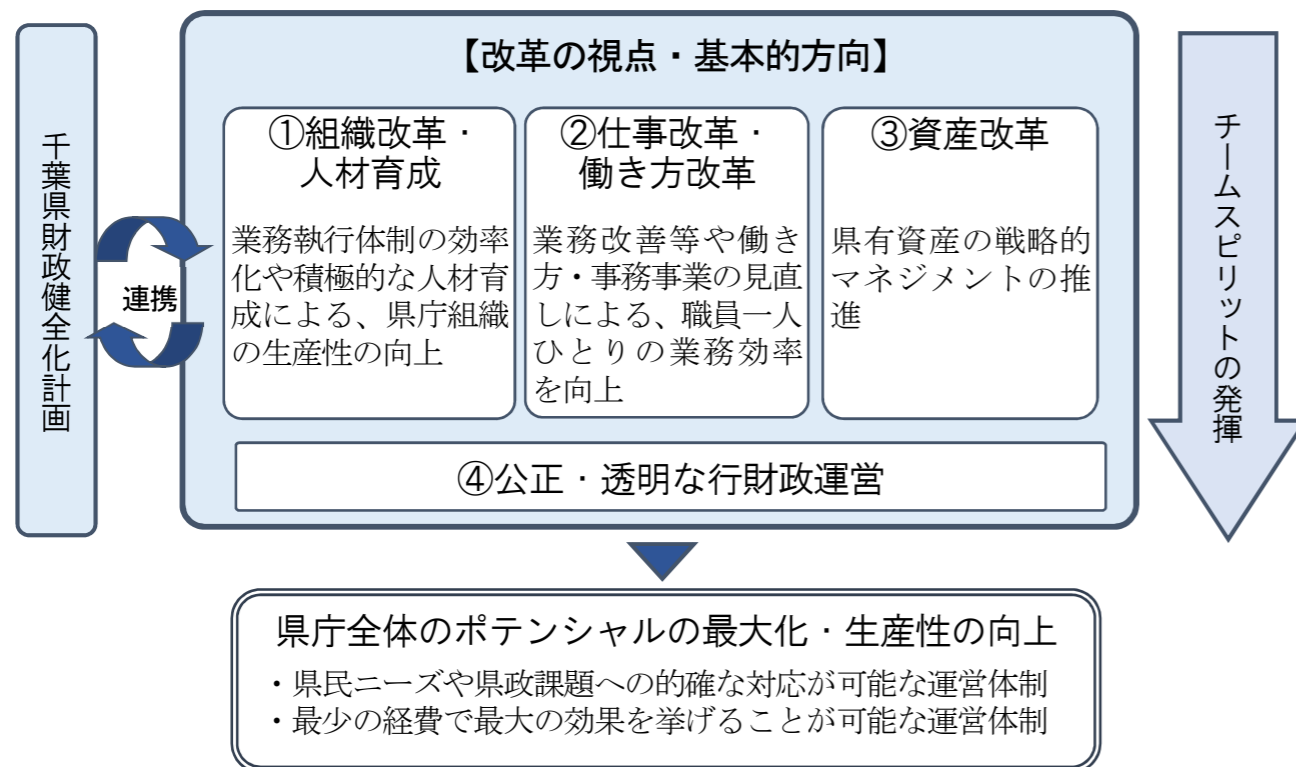 【改革の視点・基本的方向】
千葉県財政健全化計画
連携
①組織改革・
人材育成
業務執行体制の効率
化や積極的な人材育
成による、県庁組織
の生産性の向上
②仕事改革・
働き方改革
業務改善等や働き
方・事務事業の見直
しによる、職員一人
ひとりの業務効率
を向上
③資産改革
県有資産の戦略的
マネジメントの推
進
④公正・透明な行財政運営
チームスピリットの発揮
県庁全体のポテンシャルの最大化・生産性の向上
・県民ニーズや県政課題への的確な対応が可能な運営体制
・最少の経費で最大の効果を挙げることが可能な運営体制